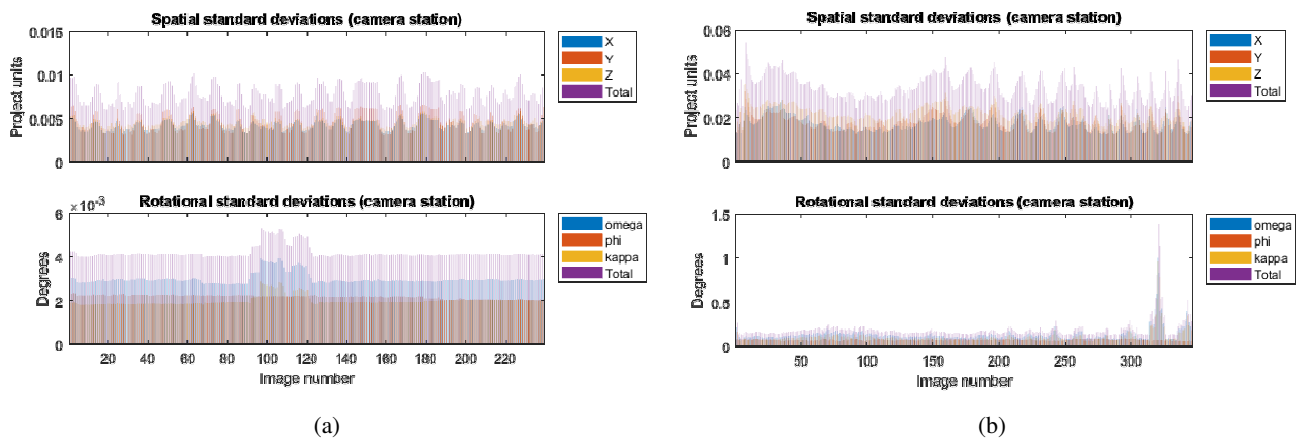 Spatial standard deviations (camera station)
0.015
0.01
0.005
0
Project units
X
Y
Z
Total
Rotational standard deviations (camera station)
× 10⁻³
6
4
2
0
Degrees
omega
phi
kappa
Total
20 40 60 80 100 120 140 160 180 200 220
Image number
(a)
Spatial standard deviations (camera station)
0.06
0.04
0.02
0
Project units
X
Y
Z
Total
Rotational standard deviations (camera station)
1.5
1
0.5
0
Degrees
omega
phi
kappa
Total
50 100 150 200 250 300
Image number
(b)